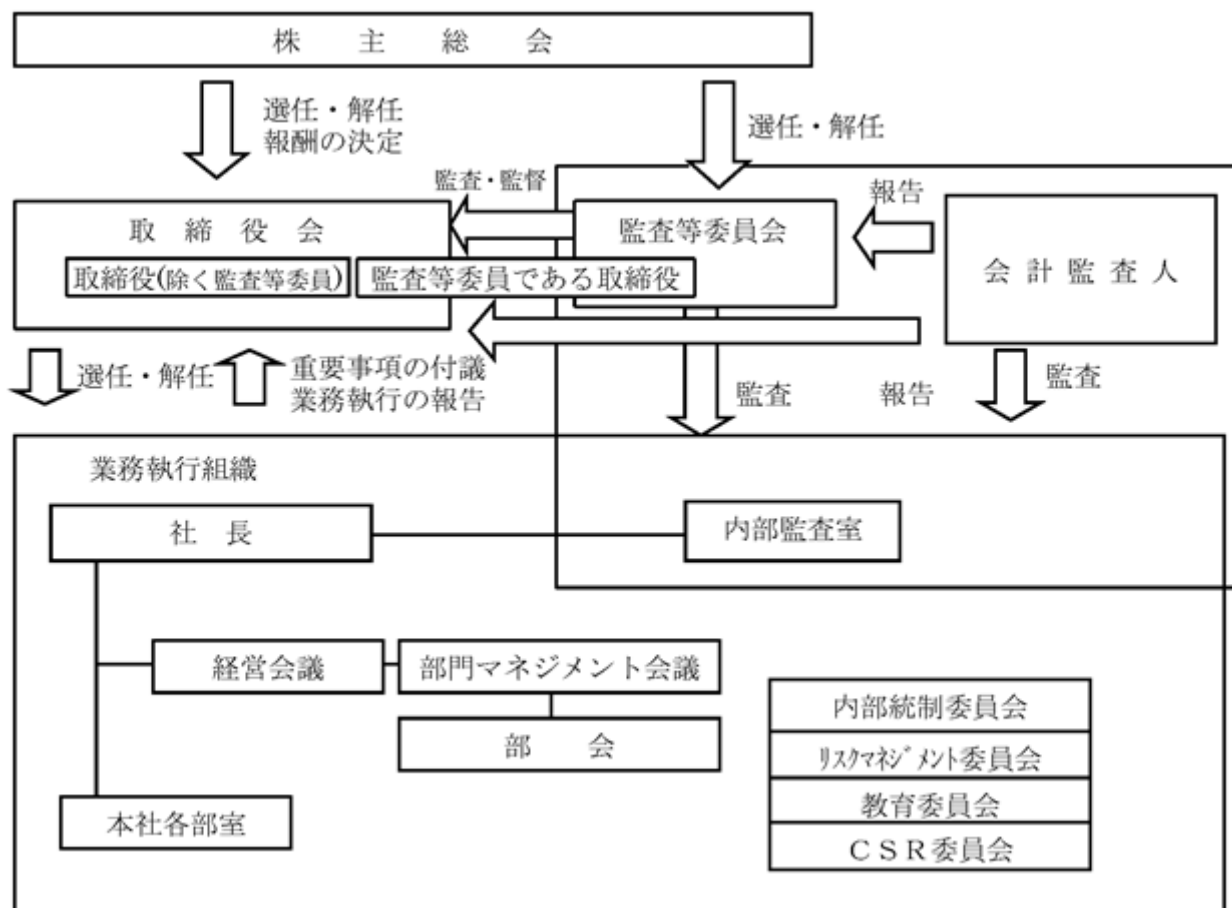 株主総会
選任・解任
報酬の決定
選任・解任
監査・監督
報告
取締役会
監査等委員会
会計監査人
取締役(除く監査等委員)
監査等委員である取締役
選任・解任
重要事項の付議
業務執行の報告
監査
報告
監査
業務執行組織
社長
内部監査室
経営会議
部門マネジメント会議
部会
本社各部室
内部統制委員会
ﾘｽｸﾏﾈｼﾞﾒﾝﾄ委員会
教育委員会
ＣＳＲ委員会